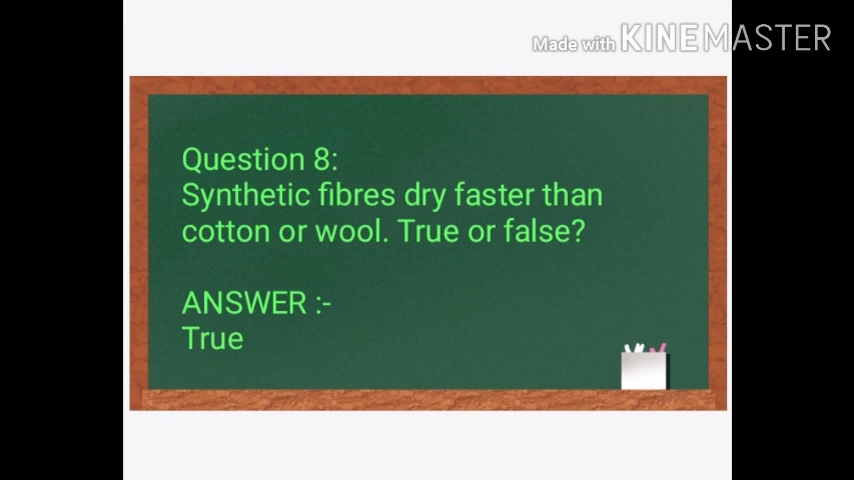 Made with KINEMASTER
Question 8:
Synthetic fibres dry faster than
cotton or wool. True or false?
ANSWER :-
True